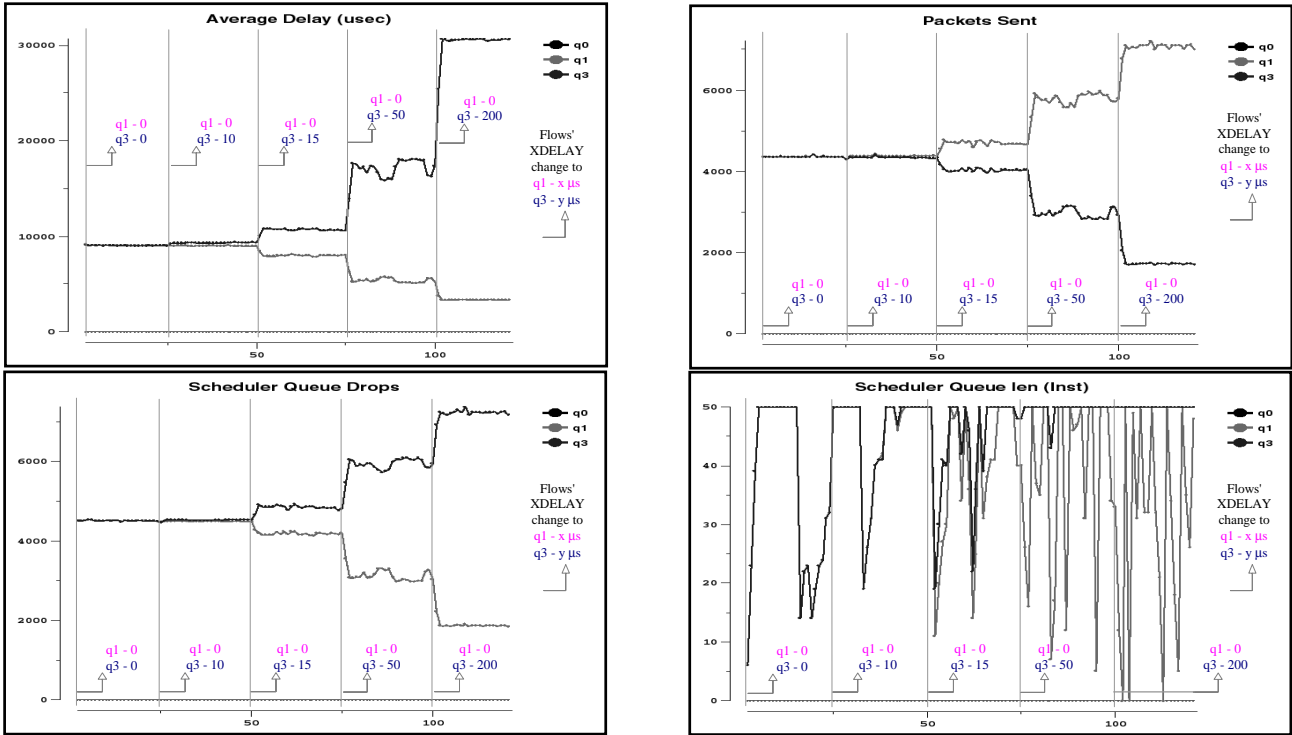 Average Delay (usec)
30000
20000
10000
0
50
100
q0
q1
q3
q1 - 0
q3 - 0
q1 - 0
q3 - 10
q1 - 0
q3 - 15
q1 - 0
q3 - 50
q1 - 0
q3 - 200
Flows'
XDELAY
change to
q1 - x µs
q3 - y µs
Packets Sent
6000
4000
2000
0
50
100
q0
q1
q3
Flows'
XDELAY
change to
q1 - x µs
q3 - y µs
q1 - 0
q3 - 0
q1 - 0
q3 - 10
q1 - 0
q3 - 15
q1 - 0
q3 - 50
q1 - 0
q3 - 200
Scheduler Queue Drops
6000
4000
2000
0
50
100
q0
q1
q3
Flows'
XDELAY
change to
q1 - x µs
q3 - y µs
q1 - 0
q3 - 0
q1 - 0
q3 - 10
q1 - 0
q3 - 15
q1 - 0
q3 - 50
q1 - 0
q3 - 200
Scheduler Queue len (Inst)
50
40
30
20
10
0
50
100
q0
q1
q3
Flows'
XDELAY
change to
q1 - x µs
q3 - y µs
q1 - 0
q3 - 0
q1 - 0
q3 - 10
q1 - 0
q3 - 15
q1 - 0
q3 - 50
q1 - 0
q3 - 200